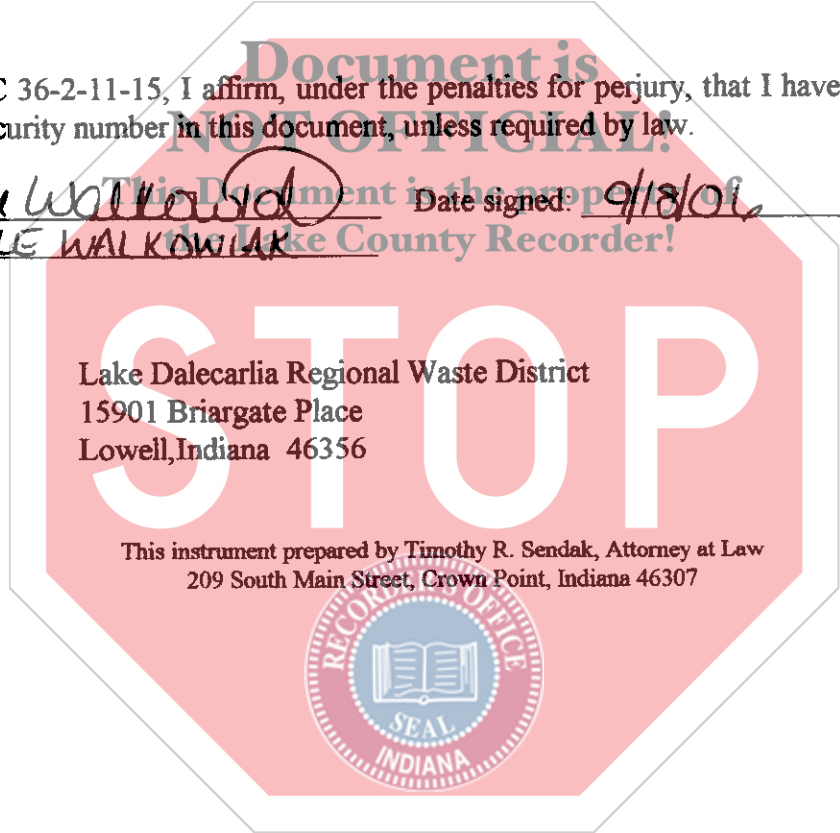 Document is
C 36-2-11-15, I affirm, under the penalties for perjury, that I have
curity number in this document, unless required by law.
NOT OFFICIAL!
This Document is the property of
Walkowiak Date signed: 9/18/06
LE WALKOWIAK
the Lake County Recorder!
STOP
Lake Dalecarlia Regional Waste District
15901 Briargate Place
Lowell,Indiana 46356
This instrument prepared by Timothy R. Sendak, Attorney at Law
209 South Main Street, Crown Point, Indiana 46307
RECORDER'S OFFICE
SEAL
INDIANA